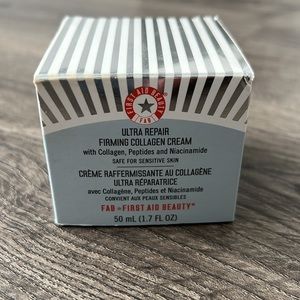 FIRST AID BEAUTY
FAB
ULTRA REPAIR
FIRMING COLLAGEN CREAM
with Collagen, Peptides and Niacinamide
SAFE FOR SENSITIVE SKIN
CRÈME RAFFERMISSANTE AU COLLAGÈNE
ULTRA RÉPARATRICE
avec Collagène, Peptides et Niacinamide
CONVIENT AUX PEAUX SENSIBLES
FAB = FIRST AID BEAUTY™
50 mL (1.7 FL OZ)